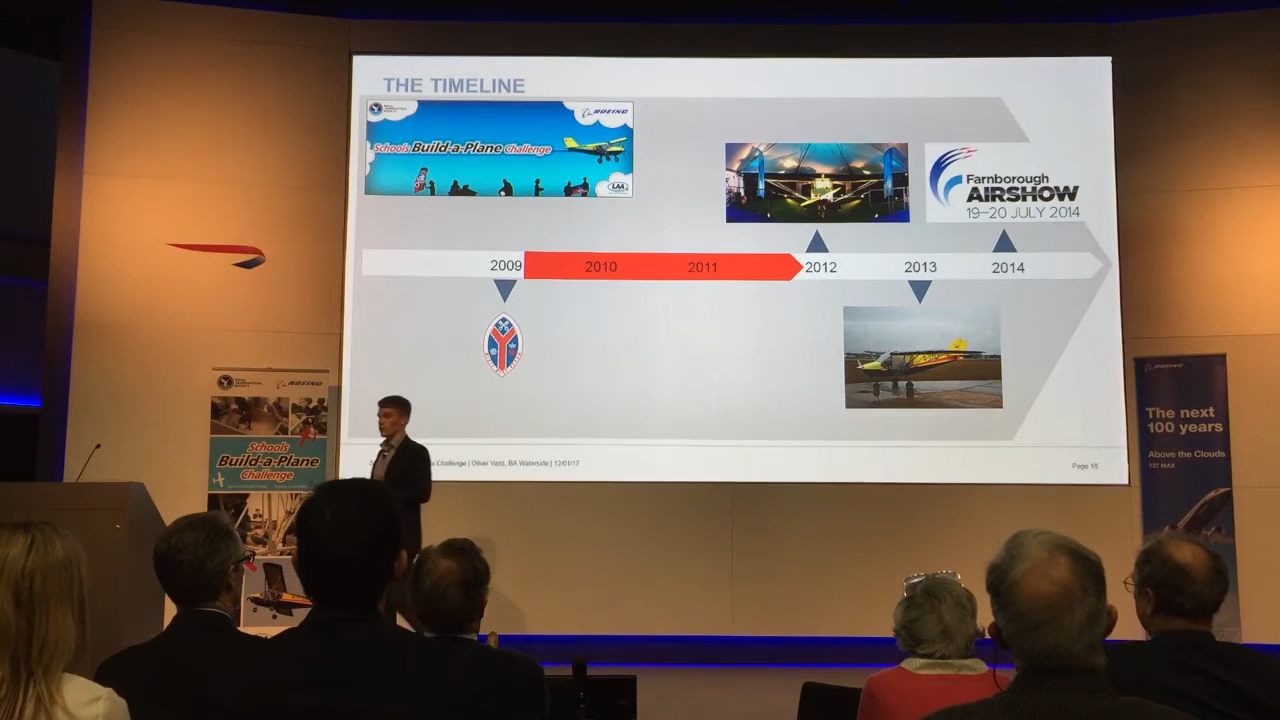 THE TIMELINE
BOEING
Schools Build-a-Plane Challenge
LAA
Farnborough
AIRSHOW
19–20 JULY 2014
2009
2010
2011
2012
2013
2014
Challenge | Oliver Vass, BA Waterside | 12/01/17
Page 18
BOEING
Schools
Build-a-Plane
Challenge
BOEING
The next
100 years
Above the Clouds
737 MAX